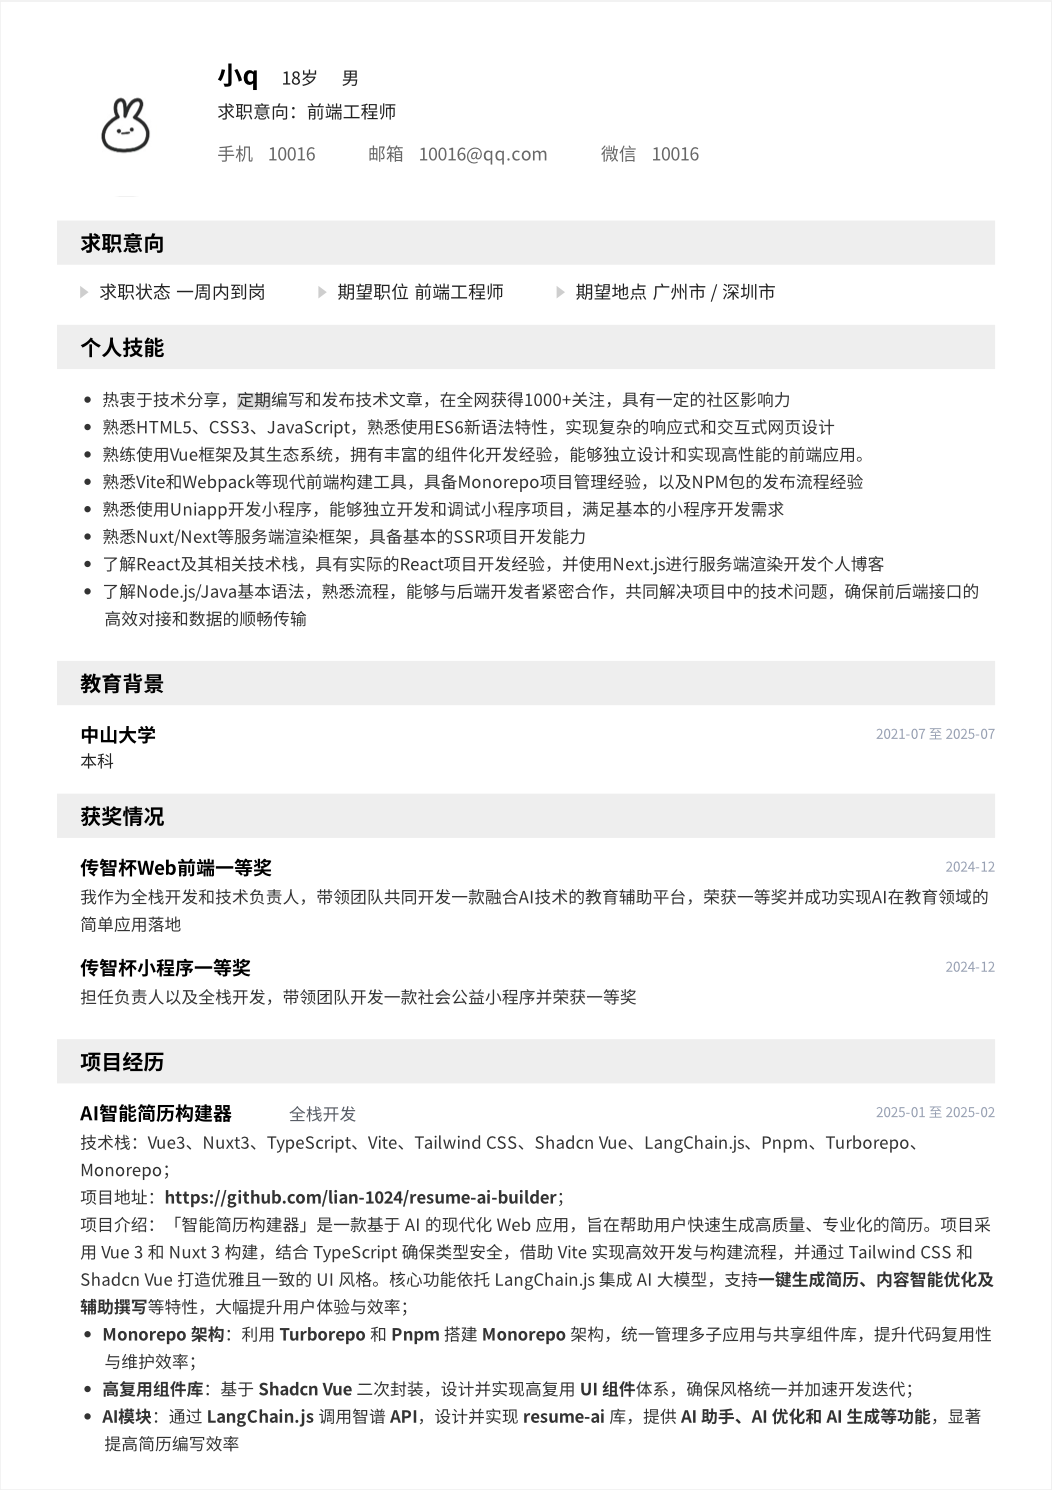 小q 18岁 男
求职意向：前端工程师
手机 10016 邮箱 10016@qq.com 微信 10016
求职意向
求职状态 一周内到岗 期望职位 前端工程师 期望地点 广州市 / 深圳市
个人技能
热衷于技术分享，定期编写和发布技术文章，在全网获得1000+关注，具有一定的社区影响力
熟悉HTML5、CSS3、JavaScript，熟悉使用ES6新语法特性，实现复杂的响应式和交互式网页设计
熟练使用Vue框架及其生态系统，拥有丰富的组件化开发经验，能够独立设计和实现高性能的前端应用。
熟悉Vite和Webpack等现代前端构建工具，具备Monorepo项目管理经验，以及NPM包的发布流程经验
熟悉使用Uniapp开发小程序，能够独立开发和调试小程序项目，满足基本的小程序开发需求
熟悉Nuxt/Next等服务端渲染框架，具备基本的SSR项目开发能力
了解React及其相关技术栈，具有实际的React项目开发经验，并使用Next.js进行服务端渲染开发个人博客
了解Node.js/Java基本语法，熟悉流程，能够与后端开发者紧密合作，共同解决项目中的技术问题，确保前后端接口的
高效对接和数据的顺畅传输
教育背景
中山大学 2021-07 至 2025-07
本科
获奖情况
传智杯Web前端一等奖 2024-12
我作为全栈开发和技术负责人，带领团队共同开发一款融合AI技术的教育辅助平台，荣获一等奖并成功实现AI在教育领域的
简单应用落地
传智杯小程序一等奖 2024-12
担任负责人以及全栈开发，带领团队开发一款社会公益小程序并荣获一等奖
项目经历
AI智能简历构建器 全栈开发 2025-01 至 2025-02
技术栈：Vue3、Nuxt3、TypeScript、Vite、Tailwind CSS、Shadcn Vue、LangChain.js、Pnpm、Turborepo、
Monorepo；
项目地址：https://github.com/lian-1024/resume-ai-builder；
项目介绍：「智能简历构建器」是一款基于 AI 的现代化 Web 应用，旨在帮助用户快速生成高质量、专业化的简历。项目采
用 Vue 3 和 Nuxt 3 构建，结合 TypeScript 确保类型安全，借助 Vite 实现高效开发与构建流程，并通过 Tailwind CSS 和
Shadcn Vue 打造优雅且一致的 UI 风格。核心功能依托 LangChain.js 集成 AI 大模型，支持一键生成简历、内容智能优化及
辅助撰写等特性，大幅提升用户体验与效率；
Monorepo 架构：利用 Turborepo 和 Pnpm 搭建 Monorepo 架构，统一管理多子应用与共享组件库，提升代码复用性
与维护效率；
高复用组件库：基于 Shadcn Vue 二次封装，设计并实现高复用 UI 组件体系，确保风格统一并加速开发迭代；
AI模块：通过 LangChain.js 调用智谱 API，设计并实现 resume-ai 库，提供 AI 助手、AI 优化和 AI 生成等功能，显著
提高简历编写效率